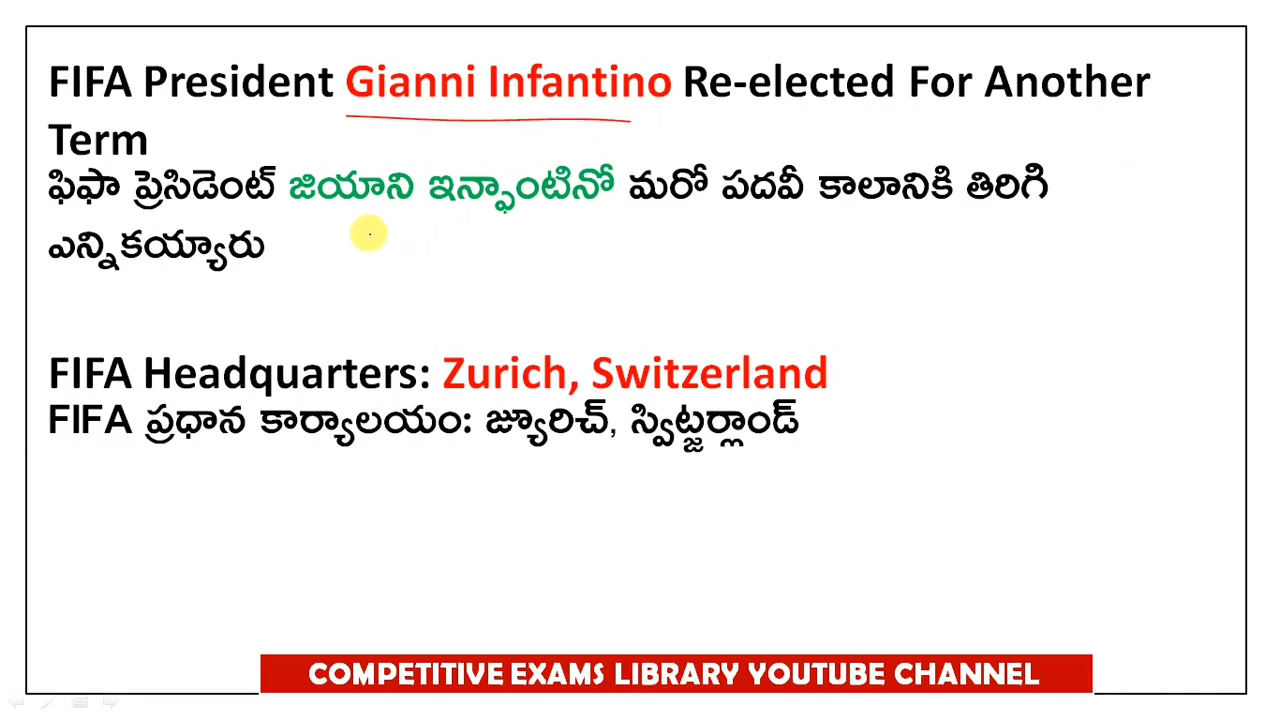 FIFA President Gianni Infantino Re-elected For Another
Term
ఫిఫా ప్రెసిడెంట్ జియాని ఇన్ఫాంటినో మరో పదవీ కాలానికి తిరిగి
ఎన్నికయ్యారు
FIFA Headquarters: Zurich, Switzerland
FIFA ప్రధాన కార్యాలయం: జ్యూరిచ్, స్విట్జర్లాండ్
COMPETITIVE EXAMS LIBRARY YOUTUBE CHANNEL